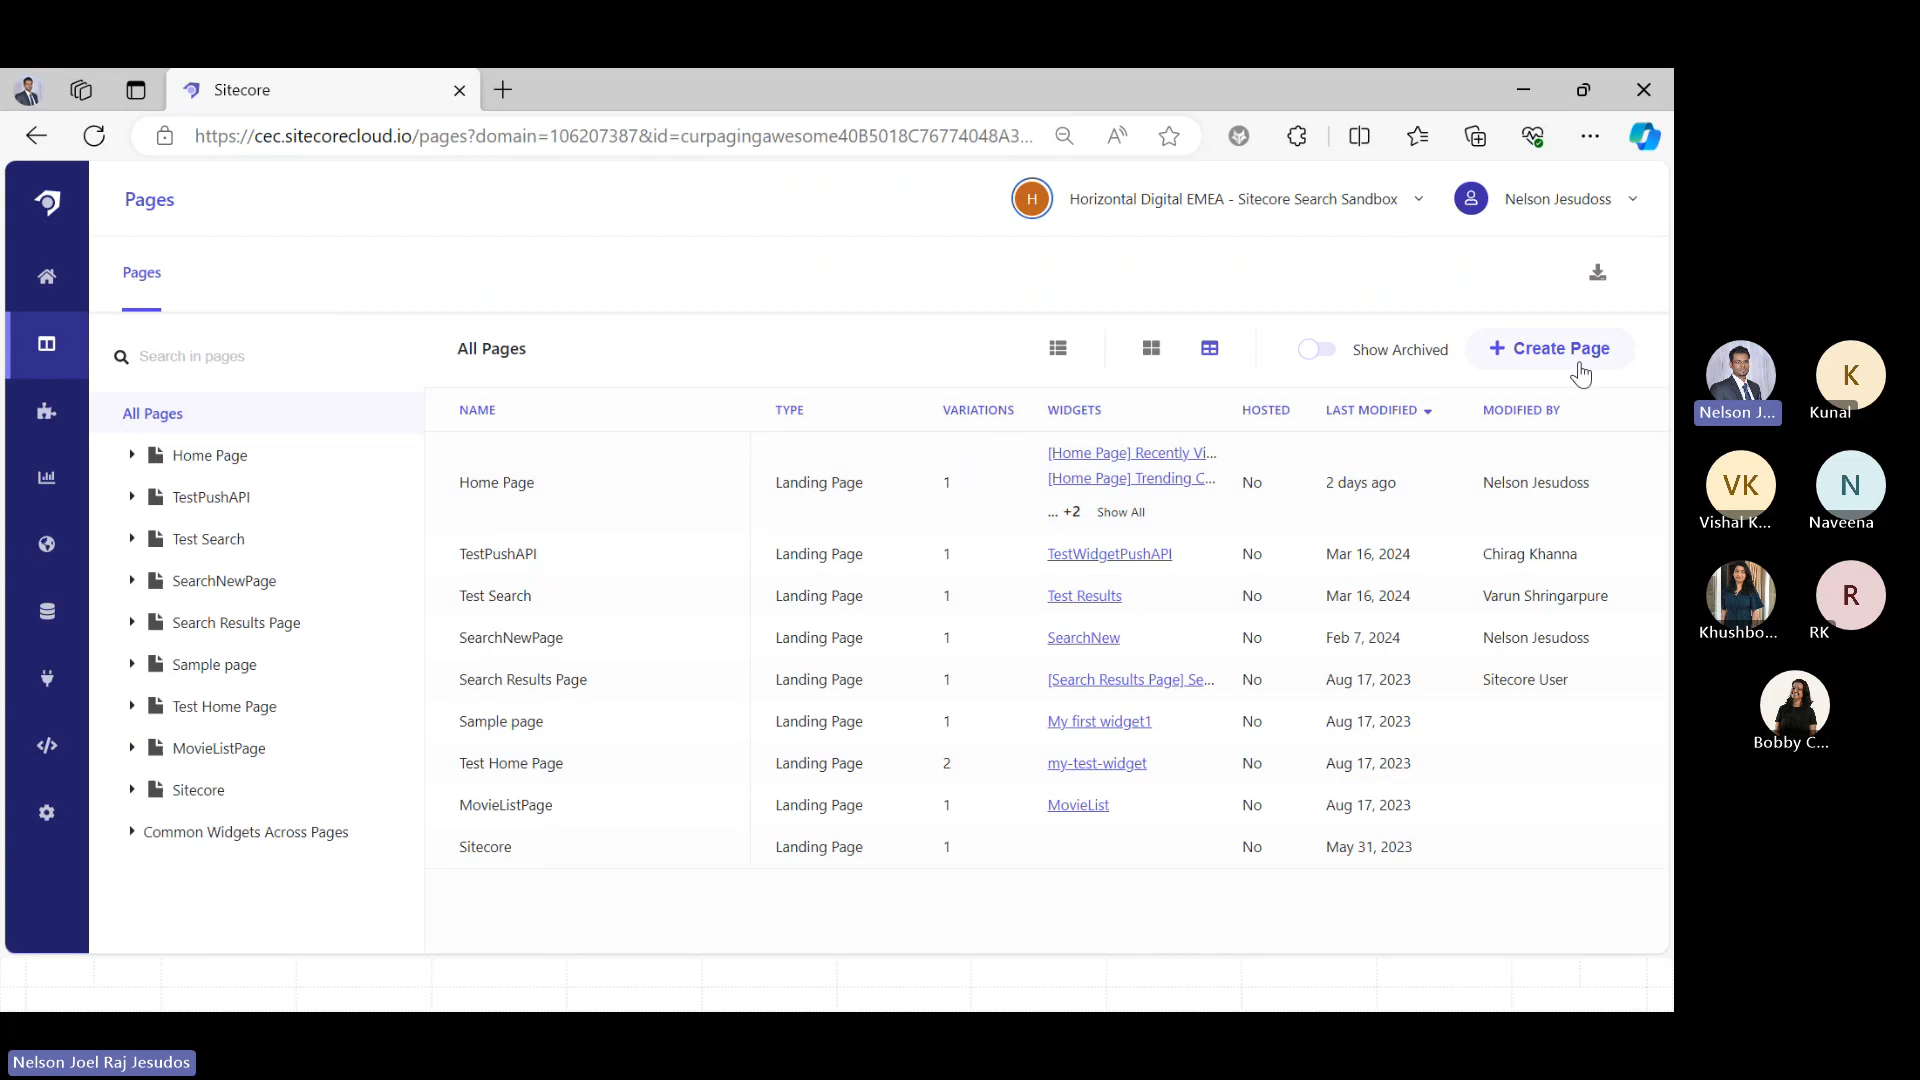 Sitecore
https://cec.sitecorecloud.io/pages?domain=106207387&id=curpagingawesome40B5018C76774048A3...
Pages
H
Horizontal Digital EMEA - Sitecore Search Sandbox
Nelson Jesudoss
Pages
Search in pages
All Pages
Show Archived
+ Create Page
All Pages
Home Page
TestPushAPI
Test Search
SearchNewPage
Search Results Page
Sample page
Test Home Page
MovieListPage
Sitecore
Common Widgets Across Pages
NAME TYPE VARIATIONS WIDGETS HOSTED LAST MODIFIED MODIFIED BY
[Home Page] Recently Vi...
Home Page Landing Page 1 [Home Page] Trending C... No 2 days ago Nelson Jesudoss
... +2 Show All
TestPushAPI Landing Page 1 TestWidgetPushAPI No Mar 16, 2024 Chirag Khanna
Test Search Landing Page 1 Test Results No Mar 16, 2024 Varun Shringarpure
SearchNewPage Landing Page 1 SearchNew No Feb 7, 2024 Nelson Jesudoss
Search Results Page Landing Page 1 [Search Results Page] Se... No Aug 17, 2023 Sitecore User
Sample page Landing Page 1 My first widget1 No Aug 17, 2023
Test Home Page Landing Page 2 my-test-widget No Aug 17, 2023
MovieListPage Landing Page 1 MovieList No Aug 17, 2023
Sitecore Landing Page 1 No May 31, 2023
Nelson J...
K
Kunal
VK
Vishal K...
N
Naveena
Khushbo...
R
RK
Bobby C...
Nelson Joel Raj Jesudos